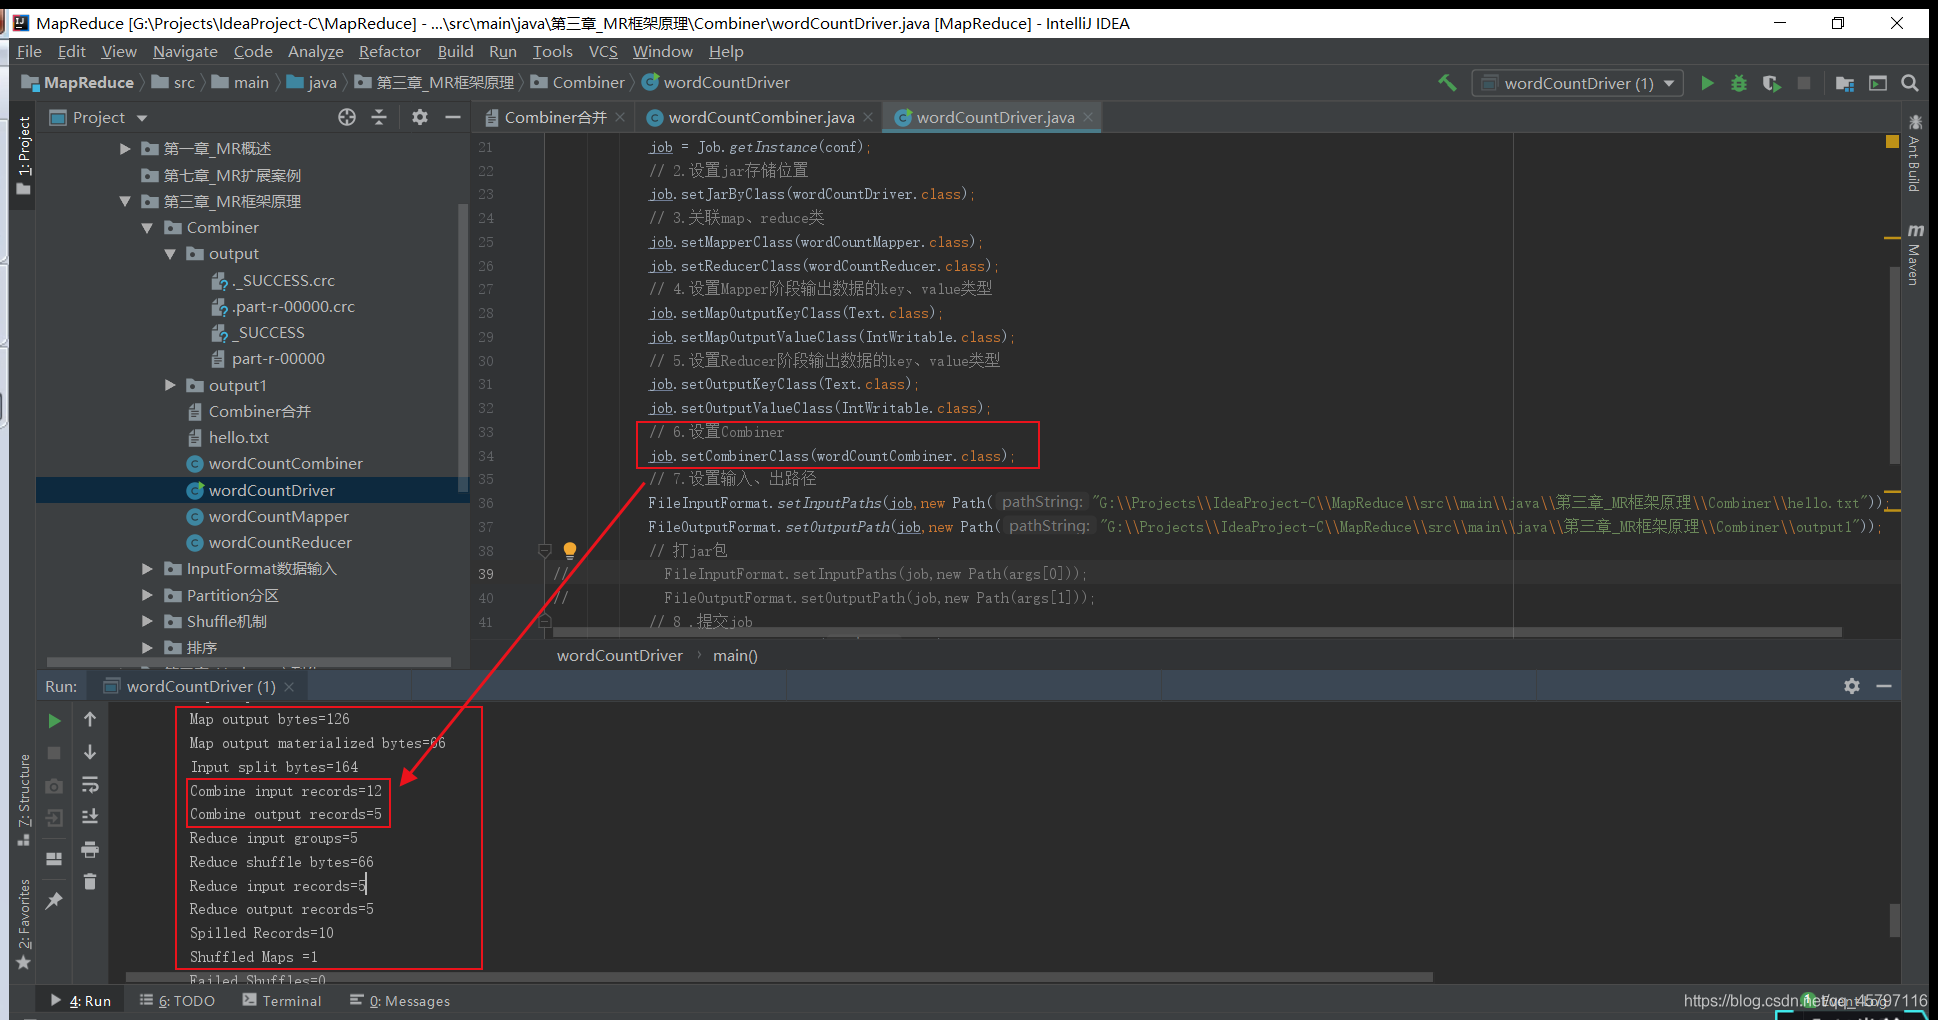 MapReduce [G:\Projects\IdeaProject-C\MapReduce] - ...\src\main\java\第三章_MR框架原理\Combiner\wordCountDriver.java [MapReduce] - IntelliJ IDEA
File Edit View Navigate Code Analyze Refactor Build Run Tools VCS Window Help
MapReduce src main java 第三章_MR框架原理 Combiner wordCountDriver
wordCountDriver (1)
Project
Combiner合并 wordCountCombiner.java wordCountDriver.java
1: Project
第一章_MR概述
第七章_MR扩展案例
第三章_MR框架原理
Combiner
output
._SUCCESS.crc
.part-r-00000.crc
_SUCCESS
part-r-00000
output1
Combiner合并
hello.txt
wordCountCombiner
wordCountDriver
wordCountMapper
wordCountReducer
InputFormat数据输入
Partition分区
Shuffle机制
排序
21 job = Job.getInstance(conf);
22 // 2.设置jar存储位置
23 job.setJarByClass(wordCountDriver.class);
24 // 3.关联map、reduce类
25 job.setMapperClass(wordCountMapper.class);
26 job.setReducerClass(wordCountReducer.class);
27 // 4.设置Mapper阶段输出数据的key、value类型
28 job.setMapOutputKeyClass(Text.class);
29 job.setMapOutputValueClass(IntWritable.class);
30 // 5.设置Reducer阶段输出数据的key、value类型
31 job.setOutputKeyClass(Text.class);
32 job.setOutputValueClass(IntWritable.class);
33 // 6.设置Combiner
34 job.setCombinerClass(wordCountCombiner.class);
35 // 7.设置输入、出路径
36 FileInputFormat.setInputPaths(job,new Path( pathString: "G:\\Projects\\IdeaProject-C\\MapReduce\\src\\main\\java\\第三章_MR框架原理\\Combiner\\hello.txt"));
37 FileOutputFormat.setOutputPath(job,new Path( pathString: "G:\\Projects\\IdeaProject-C\\MapReduce\\src\\main\\java\\第三章_MR框架原理\\Combiner\\output1"));
38 // 打jar包
39 // FileInputFormat.setInputPaths(job,new Path(args[0]));
40 // FileOutputFormat.setOutputPath(job,new Path(args[1]));
41 // 8 .提交job
wordCountDriver › main()
Ant Build
Maven
Run: wordCountDriver (1)
Map output bytes=126
Map output materialized bytes=66
Input split bytes=164
Combine input records=12
Combine output records=5
Reduce input groups=5
Reduce shuffle bytes=66
Reduce input records=5
Reduce output records=5
Spilled Records=10
Shuffled Maps =1
Failed Shuffles=0
7: Structure
2: Favorites
4: Run 6: TODO Terminal 0: Messages
https://blog.csdn.net/qq_45797116